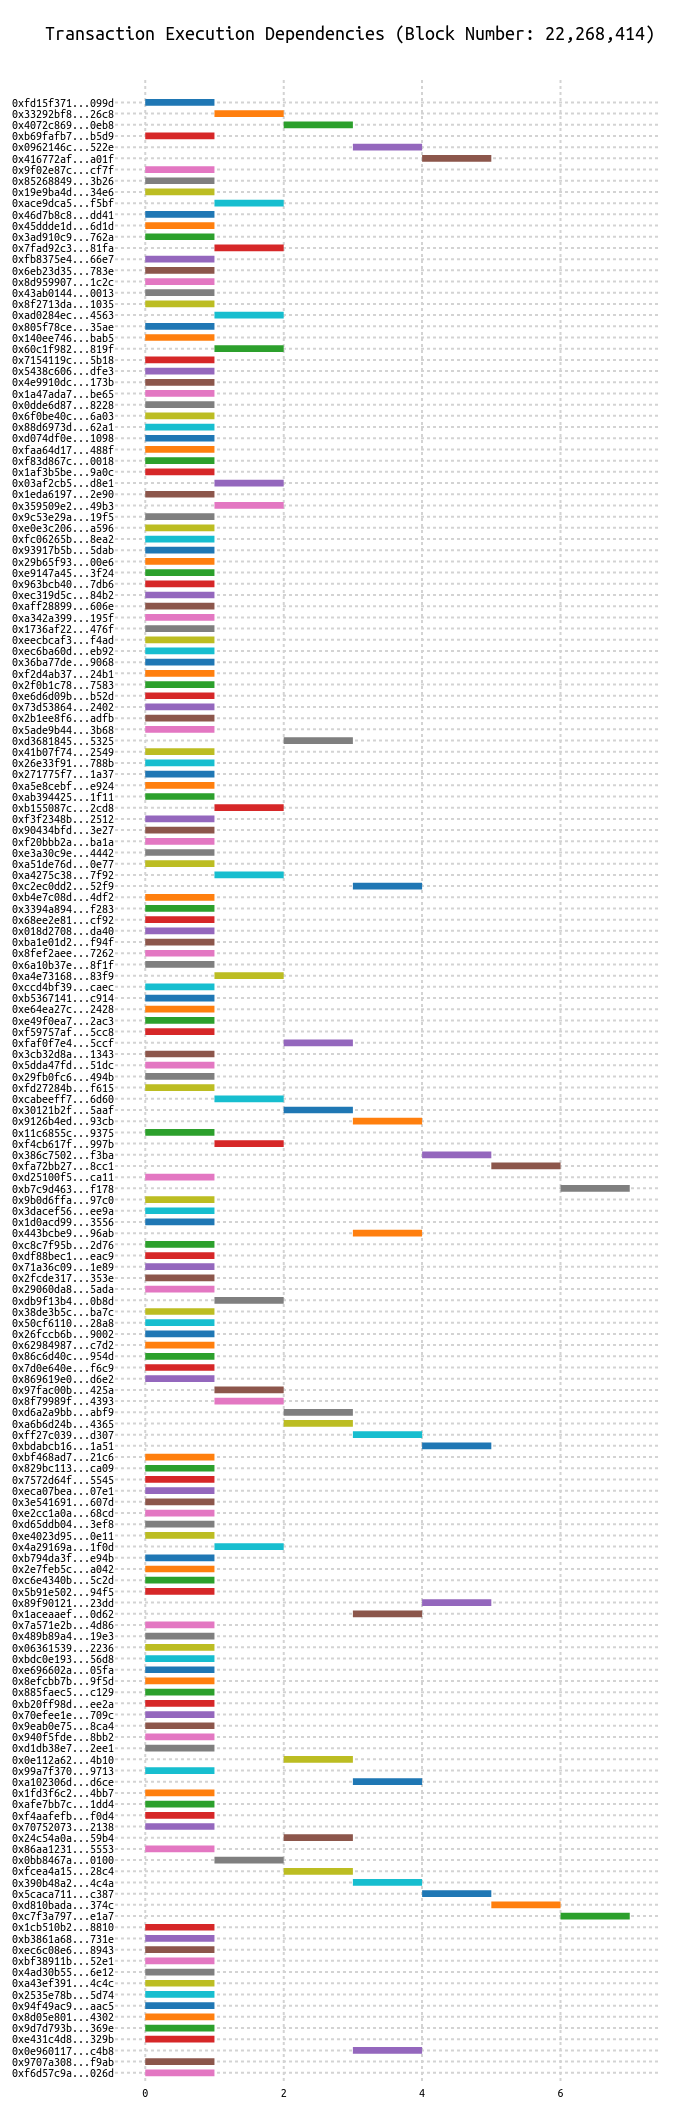 Transaction Execution Dependencies (Block Number: 22,268,414)
0xfd15f371...099d
0x33292bf8...26c8
0x4072c869...0eb8
0xb69fafb7...b5d9
0x0962146c...522e
0x416772af...a01f
0x9f02e87c...cf7f
0x85268849...3b26
0x19e9ba4d...34e6
0xace9dca5...f5bf
0x46d7b8c8...dd41
0x45ddde1d...6d1d
0x3ad910c9...762a
0x7fad92c3...81fa
0xfb8375e4...66e7
0x6eb23d35...783e
0x8d959907...1c2c
0x43ab0144...0013
0x8f2713da...1035
0xad0284ec...4563
0x805f78ce...35ae
0x140ee746...bab5
0x60c1f982...819f
0x7154119c...5b18
0x5438c606...dfe3
0x4e9910dc...173b
0x1a47ada7...be65
0x0dde6d87...8228
0x6f0be40c...6a03
0x88d6973d...62a1
0xd074df0e...1098
0xfaa64d17...488f
0xf83d867c...0018
0x1af3b5be...9a0c
0x03af2cb5...d8e1
0x1eda6197...2e90
0x359509e2...49b3
0x9c53e29a...19f5
0xe0e3c206...a596
0xfc06265b...8ea2
0x93917b5b...5dab
0x29b65f93...00e6
0xe9147a45...3f24
0x963bcb40...7db6
0xec319d5c...84b2
0xaff28899...606e
0xa342a399...195f
0x1736af22...476f
0xeecbcaf3...f4ad
0xec6ba60d...eb92
0x36ba77de...9068
0xf2d4ab37...24b1
0x2f0b1c78...7583
0xe6d6d09b...b52d
0x73d53864...2402
0x2b1ee8f6...adfb
0x5ade9b44...3b68
0xd3681845...5325
0x41b07f74...2549
0x26e33f91...788b
0x271775f7...1a37
0xa5e8cebf...e924
0xab394425...1f11
0xb155087c...2cd8
0xf3f2348b...2512
0x90434bfd...3e27
0xf20bbb2a...ba1a
0xe3a30c9e...4442
0xa51de76d...0e77
0xa4275c38...7f92
0xc2ec0dd2...52f9
0xb4e7c08d...4df2
0x3394a894...f283
0x68ee2e81...cf92
0x018d2708...da40
0xba1e01d2...f94f
0x8fef2aee...7262
0x6a10b37e...8f1f
0xa4e73168...83f9
0xccd4bf39...caec
0xb5367141...c914
0xe64ea27c...2428
0xe49f0ea7...2ac3
0xf59757af...5cc8
0xfaf0f7e4...5ccf
0x3cb32d8a...1343
0x5dda47fd...51dc
0x29fb0fc6...494b
0xfd27284b...f615
0xcabeeff7...6d60
0x30121b2f...5aaf
0x9126b4ed...93cb
0x11c6855c...9375
0xf4cb617f...997b
0x386c7502...f3ba
0xfa72bb27...8cc1
0xd25100f5...ca11
0xb7c9d463...f178
0x9b0d6ffa...97c0
0x3dacef56...ee9a
0x1d0acd99...3556
0x443bcbe9...96ab
0xc8c7f95b...2d76
0xdf88bec1...eac9
0x71a36c09...1e89
0x2fcde317...353e
0x29060da8...5ada
0xdb9f13b4...0b8d
0x38de3b5c...ba7c
0x50cf6110...28a8
0x26fccb6b...9002
0x62984987...c7d2
0x86c6d40c...954d
0x7d0e640e...f6c9
0x869619e0...d6e2
0x97fac00b...425a
0x8f79989f...4393
0xd6a2a9bb...abf9
0xa6b6d24b...4365
0xff27c039...d307
0xbdabcb16...1a51
0xbf468ad7...21c6
0x829bc113...ca09
0x7572d64f...5545
0xeca07bea...07e1
0x3e541691...607d
0xe2cc1a0a...68cd
0xd65ddb04...3ef8
0xe4023d95...0e11
0x4a29169a...1f0d
0xb794da3f...e94b
0x2e7feb5c...a042
0xc6e4340b...5c2d
0x5b91e502...94f5
0x89f90121...23dd
0x1aceaaef...0d62
0x7a571e2b...4d86
0x489b89a4...19e3
0x06361539...2236
0xbdc0e193...56d8
0xe696602a...05fa
0x8efcbb7b...9f5d
0x885faec5...c129
0xb20ff98d...ee2a
0x70efee1e...709c
0x9eab0e75...8ca4
0x940f5fde...8bb2
0xd1db38e7...2ee1
0x0e112a62...4b10
0x99a7f370...9713
0xa102306d...d6ce
0x1fd3f6c2...4bb7
0xafe7bb7c...1dd4
0xf4aafefb...f0d4
0x70752073...2138
0x24c54a0a...59b4
0x86aa1231...5553
0x0bb8467a...0100
0xfcea4a15...28c4
0x390b48a2...4c4a
0x5caca711...c387
0xd810bada...374c
0xc7f3a797...e1a7
0x1cb510b2...8810
0xb3861a68...731e
0xec6c08e6...8943
0xbf38911b...52e1
0x4ad30b55...6e12
0xa43ef391...4c4c
0x2535e78b...5d74
0x94f49ac9...aac5
0x8d05e801...4302
0x9d7d793b...369e
0xe431c4d8...329b
0x0e960117...c4b8
0x9707a308...f9ab
0xf6d57c9a...026d
0 2 4 6